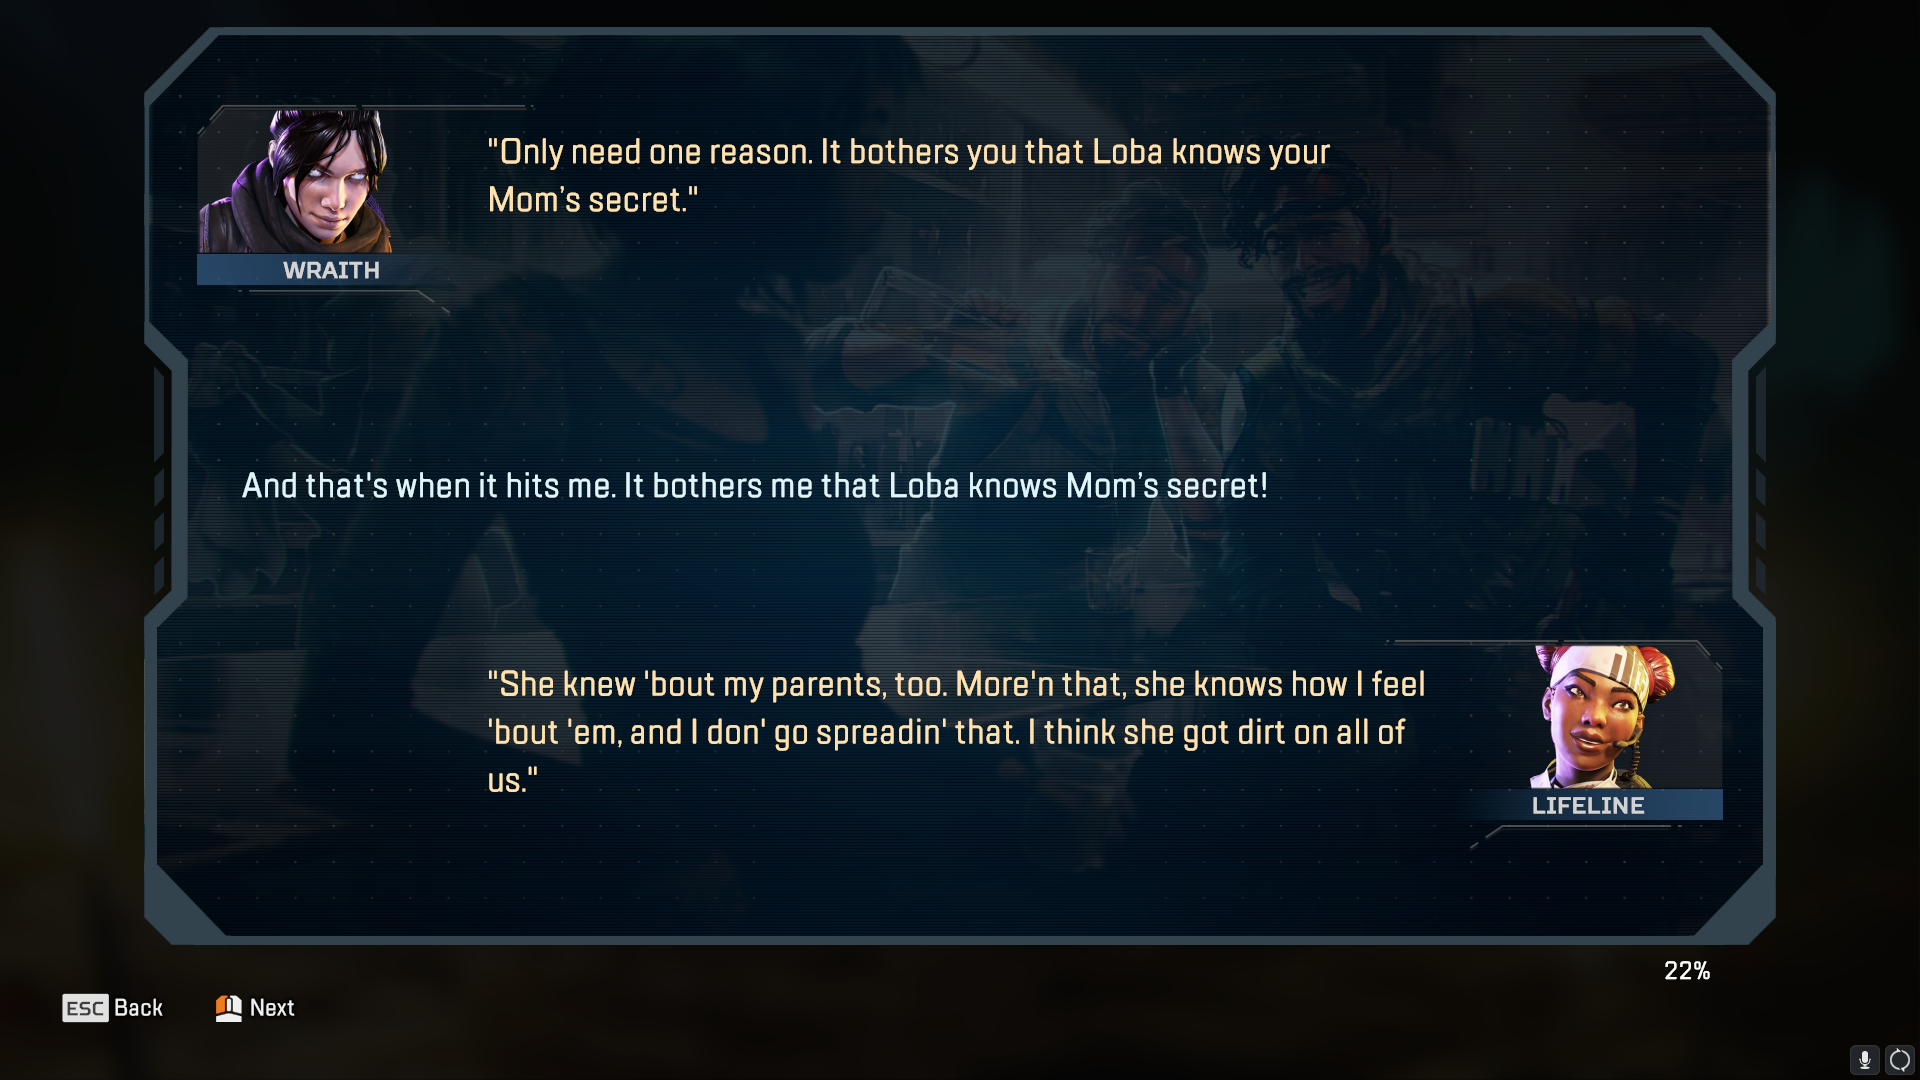 "Only need one reason. It bothers you that Loba knows your
Mom’s secret."
WRAITH
And that's when it hits me. It bothers me that Loba knows Mom’s secret!
"She knew 'bout my parents, too. More'n that, she knows how I feel
'bout 'em, and I don' go spreadin' that. I think she got dirt on all of
us."
LIFELINE
22%
ESC Back
Next